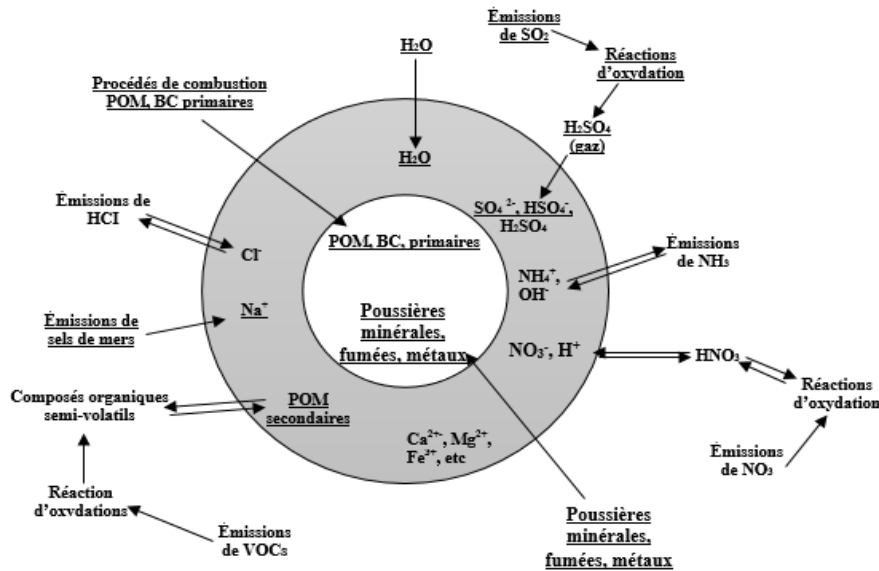 Émissions
de SO₂
H₂O
Réactions
d'oxydation
Procédés de combustion
POM, BC primaires
H₂SO₄
(gaz)
H₂O
Émissions de
HCI
SO₄ ²⁻, HSO₄⁻,
H₂SO₄
Cl⁻
POM, BC, primaires
Émissions
de NH₃
NH₄⁺,
OH⁻
Na⁺
Émissions de
sels de mers
Poussières
minérales,
fumées, métaux
NO₃⁻, H⁺
HNO₃
Composés organiques
semi-volatils
POM
secondaires
Réactions
d'oxydation
Ca²⁺⁻, Mg²⁺,
Fe³⁺, etc
Émissions
de NO₃
Réaction
d'oxydations
Émissions
de VOCs
Poussières
minérales,
fumées, métaux